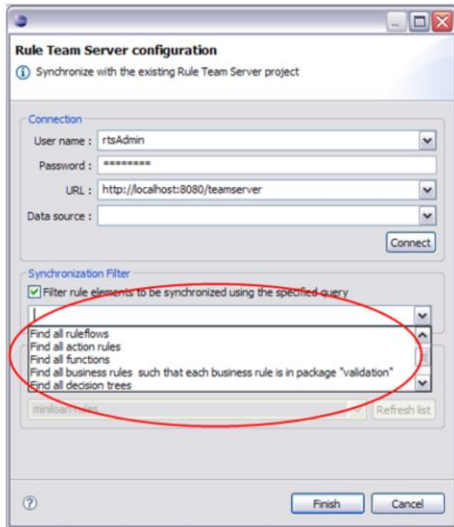 Rule Team Server configuration
Synchronize with the existing Rule Team Server project
Connection
User name : rtsAdmin
Password : ********
URL : http://localhost:8080/teamserver
Data source :
Connect
Synchronization Filter
Filter rule elements to be synchronized using the specified query
Find all ruleflows
Find all action rules
Find all functions
Find all business rules such that each business rule is in package "validation"
Find all decision trees
miniloan-rules Refresh list
Finish Cancel